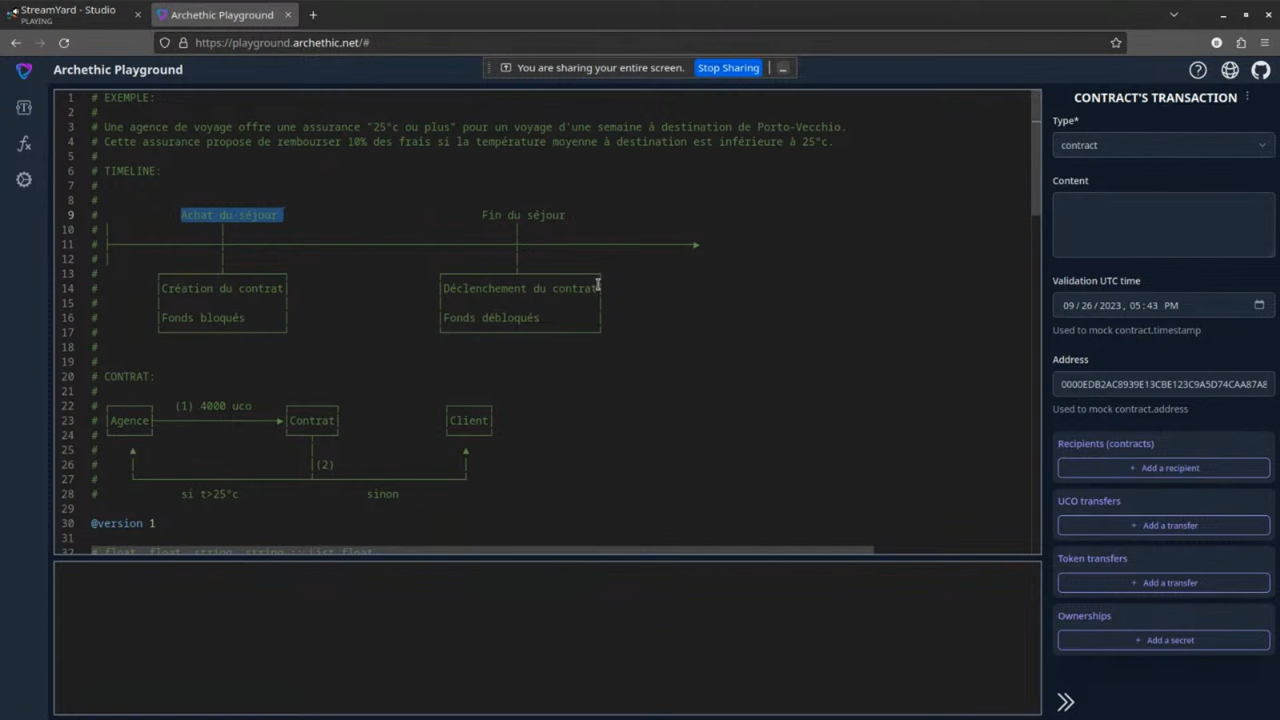 StreamYard - Studio
PLAYING
Archethic Playground
https://playground.archethic.net/#
Archethic Playground
You are sharing your entire screen.
Stop Sharing
1 # EXEMPLE:
2 #
3 # Une agence de voyage offre une assurance "25°c ou plus" pour un voyage d'une semaine à destination de Porto-Vecchio.
4 # Cette assurance propose de rembourser 10% des frais si la température moyenne à destination est inférieure à 25°c.
5 #
6 # TIMELINE:
7 #
8 #
9 # Achat du séjour Fin du séjour
10 #
11 #
12 #
13 #
14 # Création du contrat Déclenchement du contrat
15 #
16 # Fonds bloqués Fonds débloqués
17 #
18 #
19 #
20 # CONTRAT:
21 #
22 # (1) 4000 uco
23 # Agence Contrat Client
24 #
25 #
26 # (2)
27 #
28 # si t>25°c sinon
29
30 @version 1
31
32 # float, float, string, string :: list float
CONTRACT'S TRANSACTION
Type*
contract
Content
Validation UTC time
09/26/2023, 05:43 PM
Used to mock contract.timestamp
Address
0000EDB2AC8939E13CBE123C9A5D74CAA87A8
Used to mock contract.address
Recipients (contracts)
+ Add a recipient
UCO transfers
+ Add a transfer
Token transfers
+ Add a transfer
Ownerships
+ Add a secret